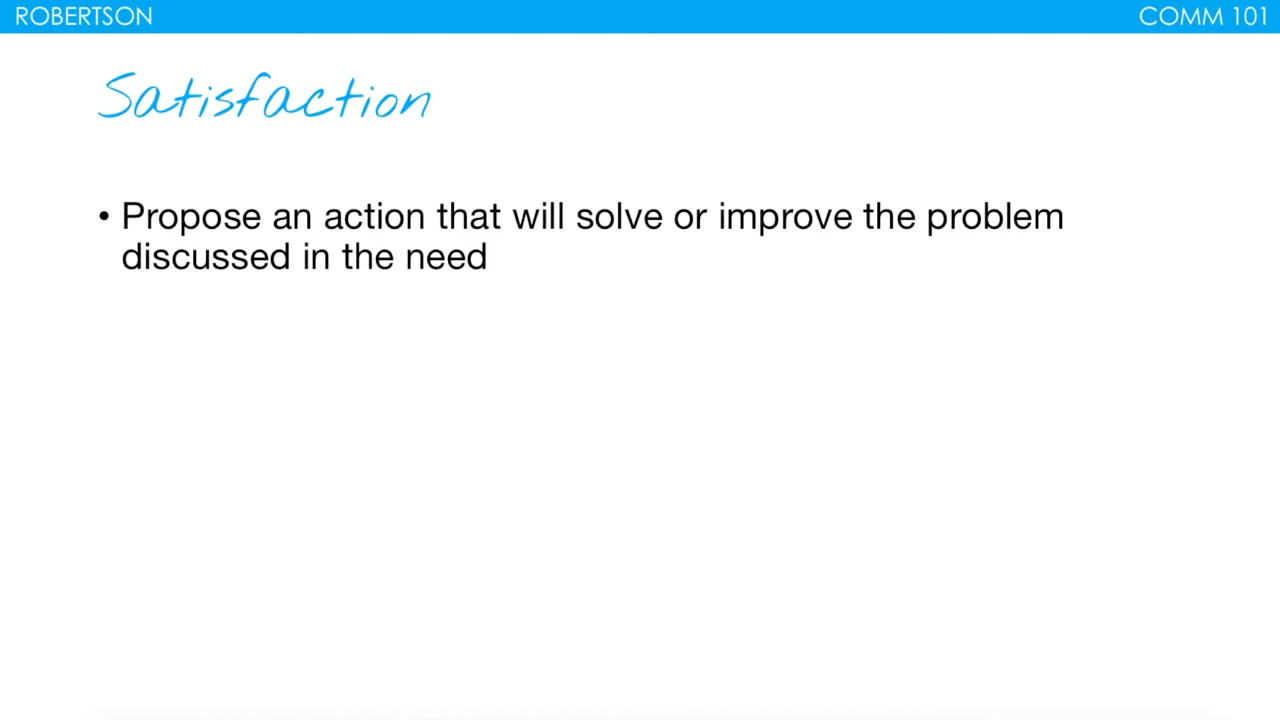 ROBERTSON
COMM 101
Satisfaction
• Propose an action that will solve or improve the problem
discussed in the need